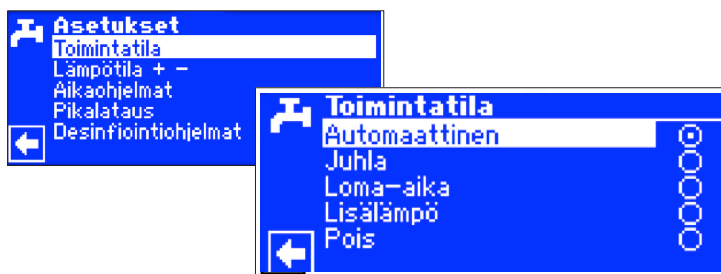 Asetukset
Toimintatila
Lämpötila + -
Aikaohjelmat
Pikalataus
Desinfiointiohjelmat
Toimintatila
Automaattinen
Juhla
Loma-aika
Lisälämpö
Pois